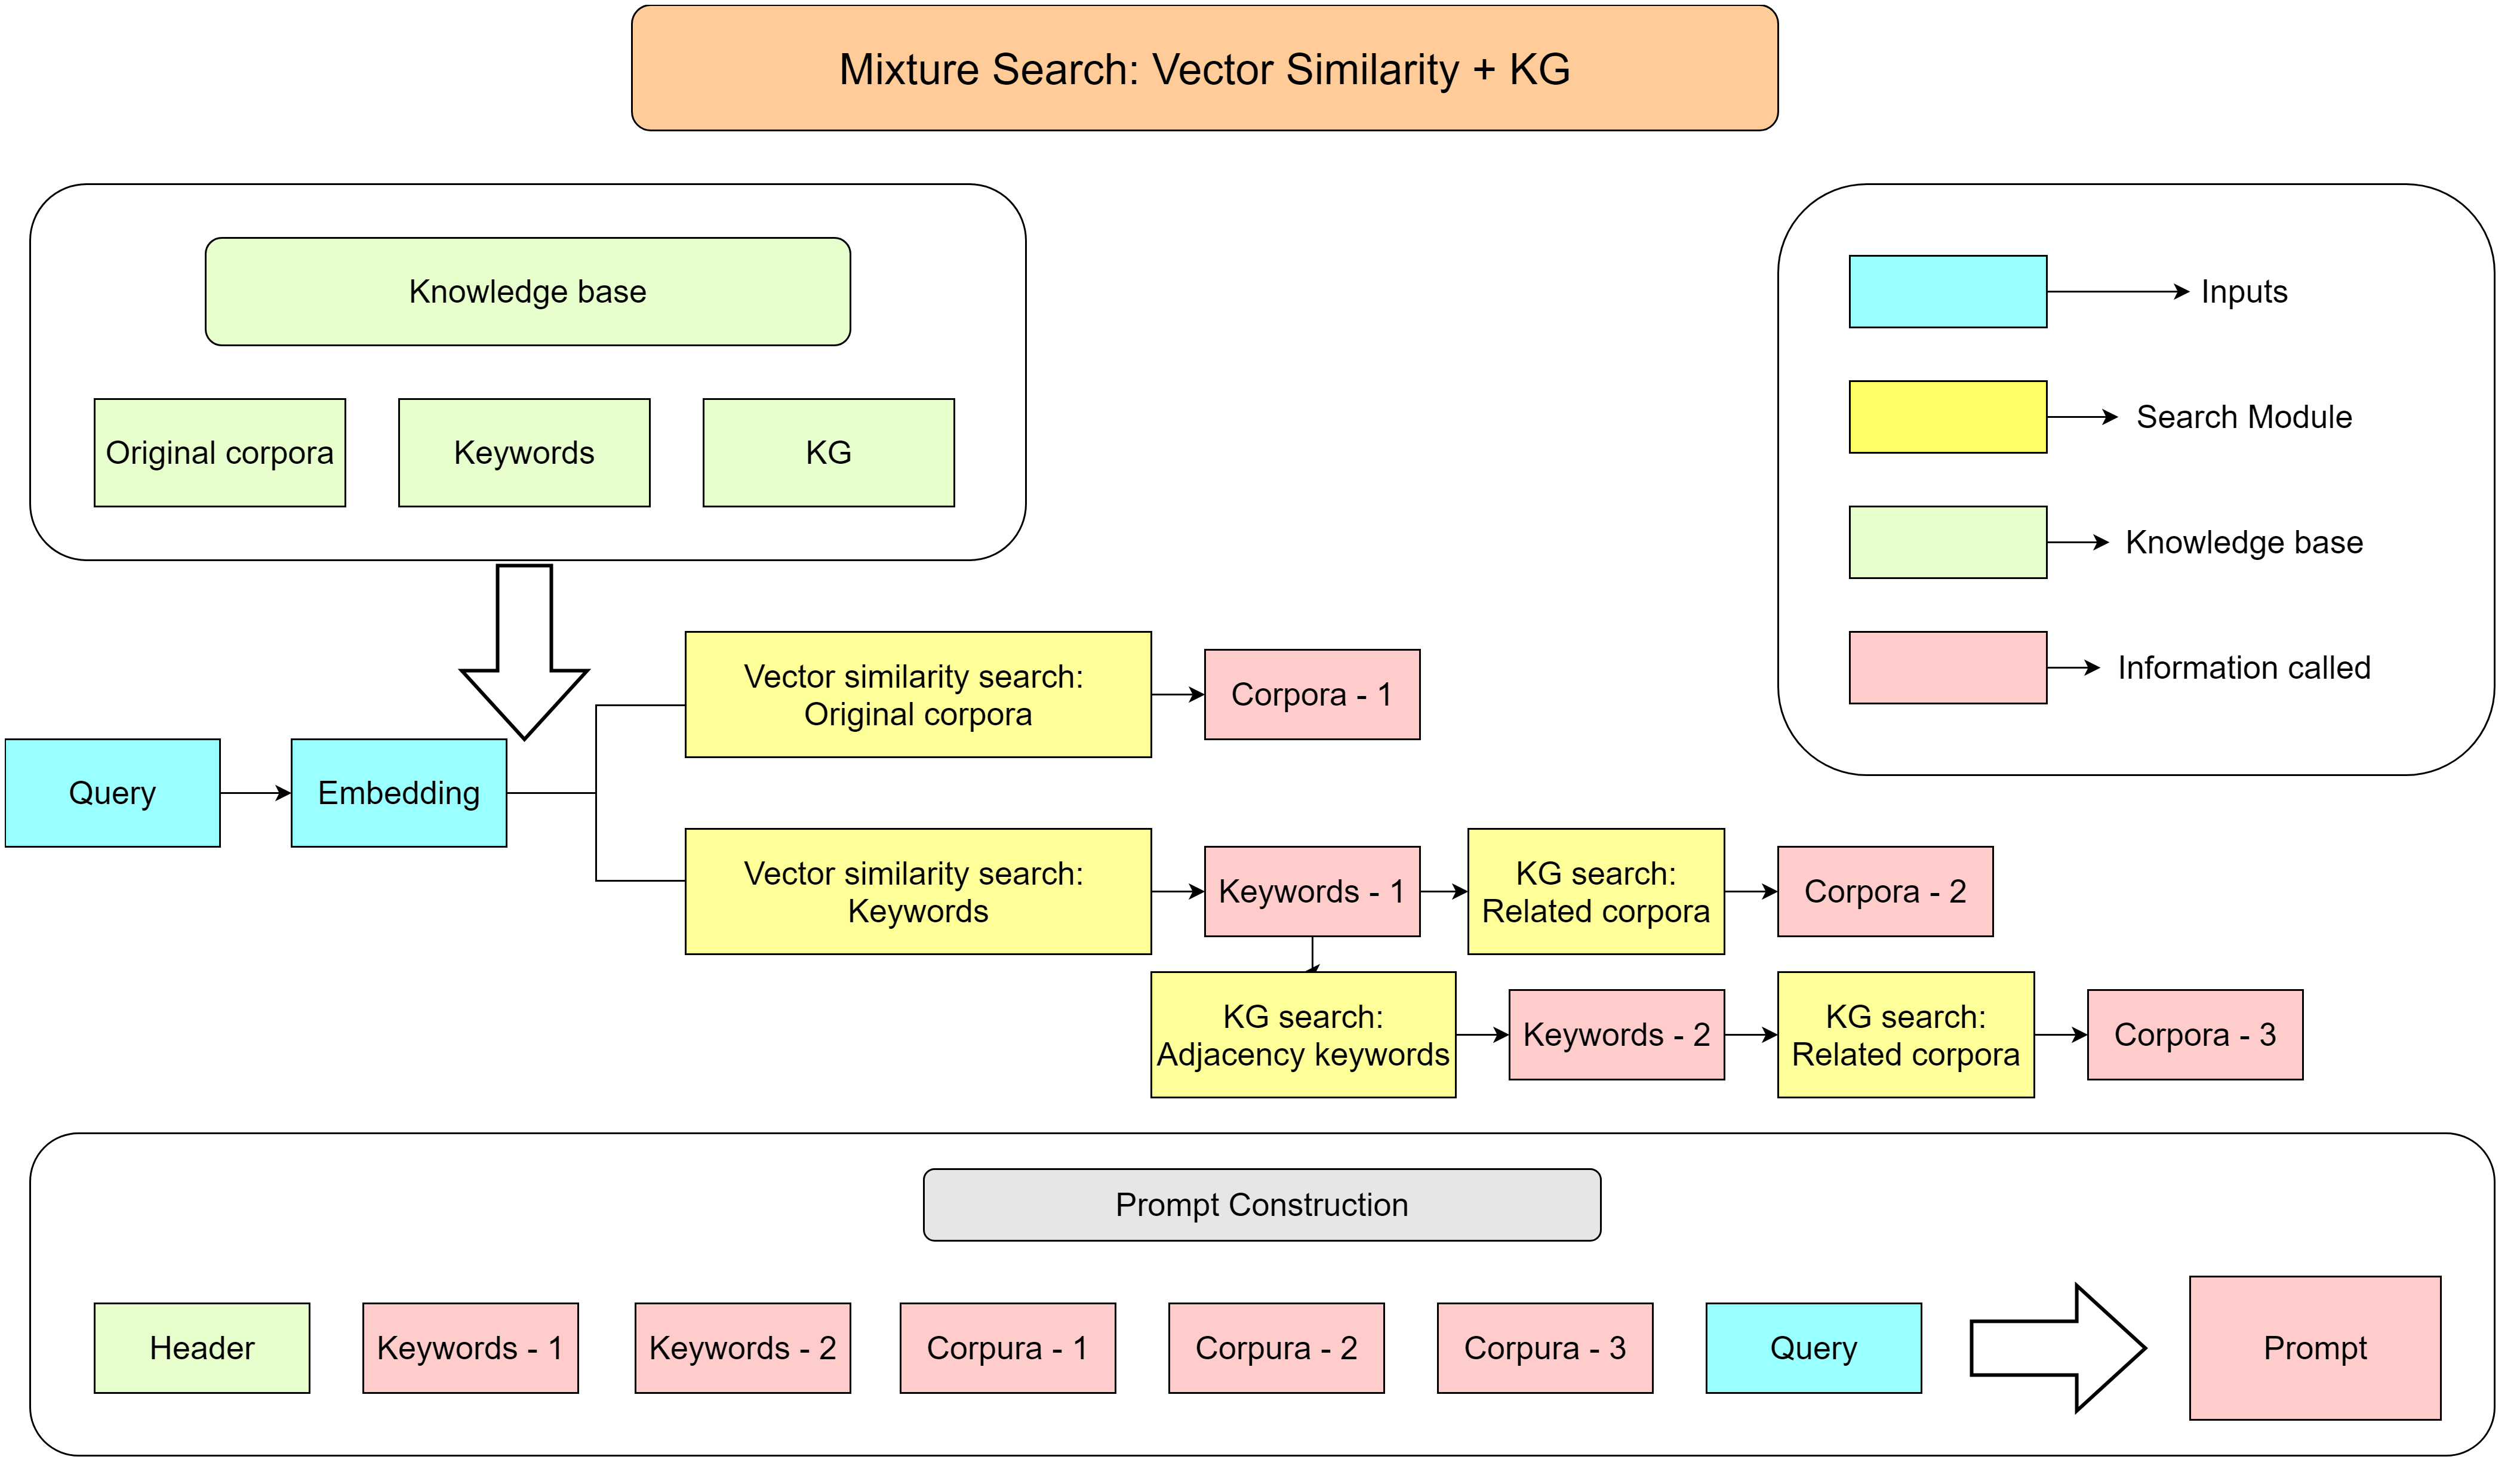 Mixture Search: Vector Similarity + KG
Knowledge base
Original corpora
Keywords
KG
Inputs
Search Module
Knowledge base
Information called
Query
Embedding
Vector similarity search:
Original corpora
Corpora - 1
Vector similarity search:
Keywords
Keywords - 1
KG search:
Related corpora
Corpora - 2
KG search:
Adjacency keywords
Keywords - 2
KG search:
Related corpora
Corpora - 3
Prompt Construction
Header
Keywords - 1
Keywords - 2
Corpura - 1
Corpura - 2
Corpura - 3
Query
Prompt